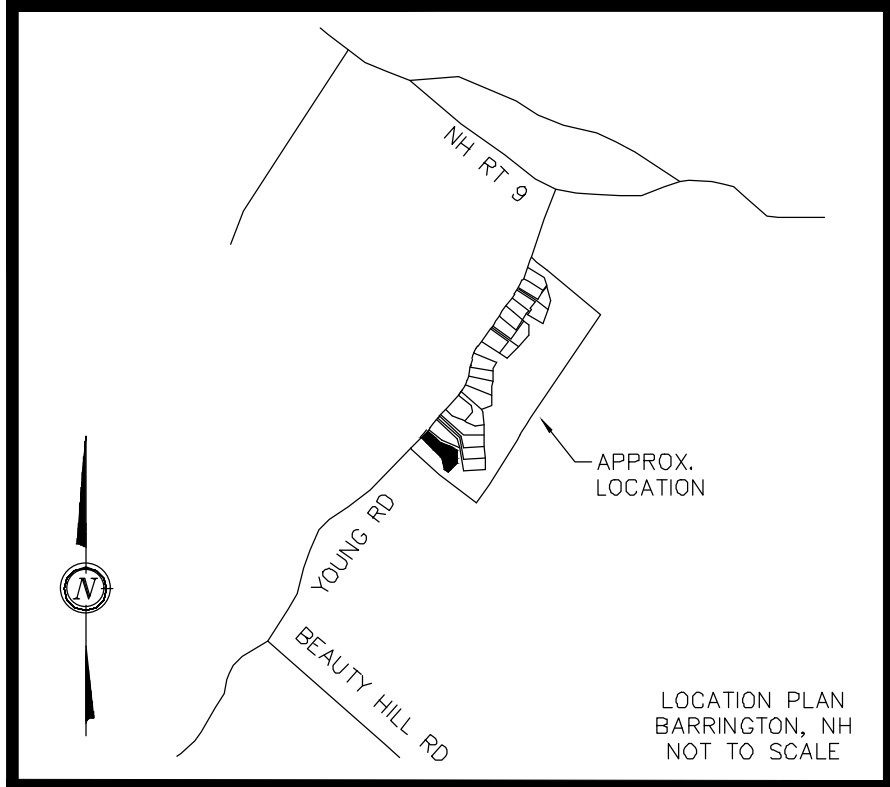 NH RT 9
APPROX.
LOCATION
YOUNG RD
N
BEAUTY HILL RD
LOCATION PLAN
BARRINGTON, NH
NOT TO SCALE